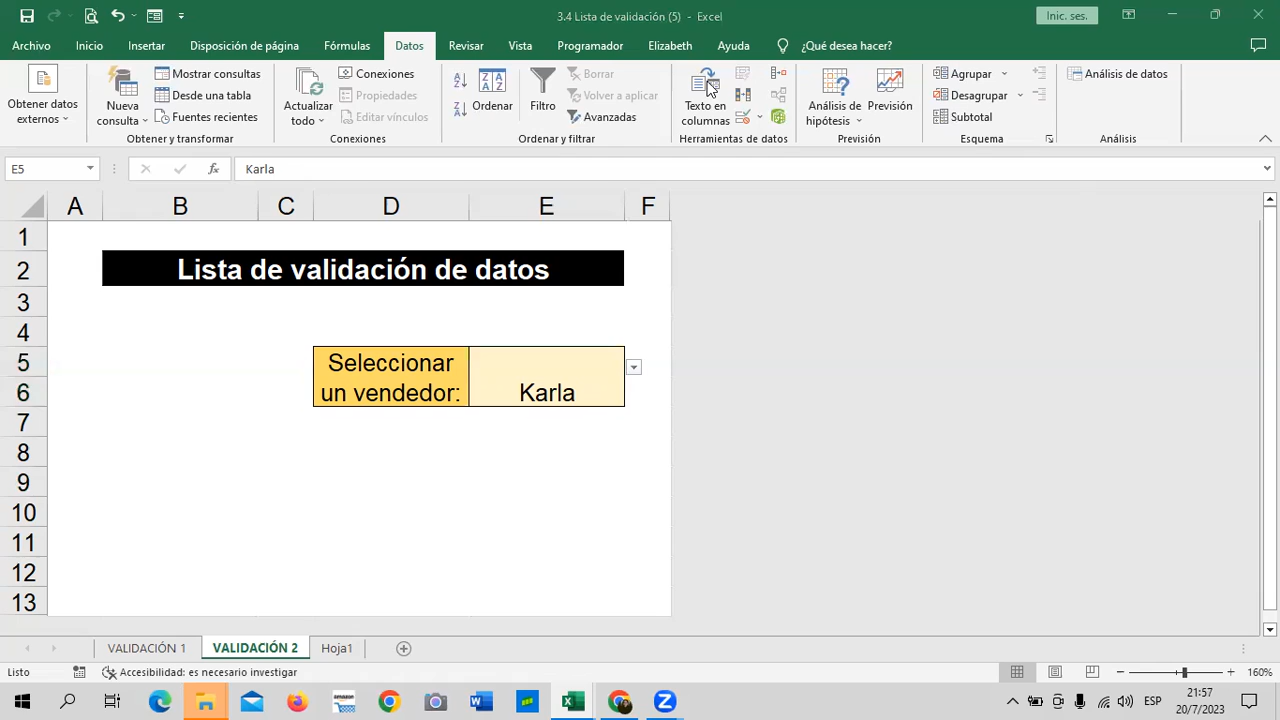 3.4 Lista de validación (5) - Excel
Inic. ses.
Archivo Inicio Insertar Disposición de página Fórmulas Datos Revisar Vista Programador Elizabeth Ayuda ¿Qué desea hacer?
Obtener datos
externos
Nueva
consulta
Mostrar consultas
Desde una tabla
Fuentes recientes
Obtener y transformar
Actualizar
todo
Conexiones
Propiedades
Editar vínculos
Conexiones
Ordenar
Filtro
Borrar
Volver a aplicar
Avanzadas
Ordenar y filtrar
Texto en
columnas
Herramientas de datos
Análisis de
hipótesis
Previsión
Previsión
Agrupar
Desagrupar
Subtotal
Esquema
Análisis de datos
Análisis
E5 fx Karla
A B C D E F
1
2 Lista de validación de datos
3
4
5 Seleccionar
6 un vendedor: Karla
7
8
9
10
11
12
13
VALIDACIÓN 1 VALIDACIÓN 2 Hoja1
Listo Accesibilidad: es necesario investigar 160%
ESP 21:57
20/7/2023